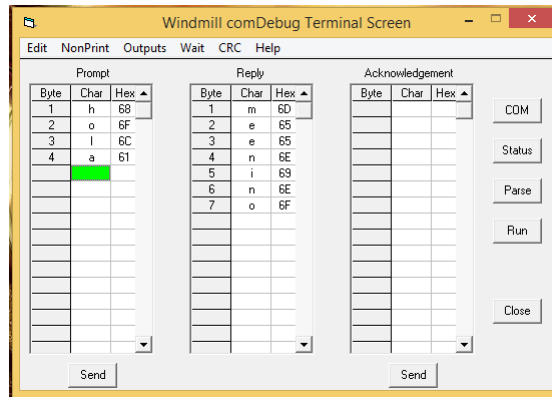 Windmill comDebug Terminal Screen
Edit NonPrint Outputs Wait CRC Help
Prompt Reply Acknowledgement
Byte Char Hex Byte Char Hex Byte Char Hex
1 h 68 1 m 6D
2 o 6F 2 e 65
3 l 6C 3 e 65
4 a 61 4 n 6E
5 i 69
6 n 6E
7 o 6F
COM
Status
Parse
Run
Close
Send Send